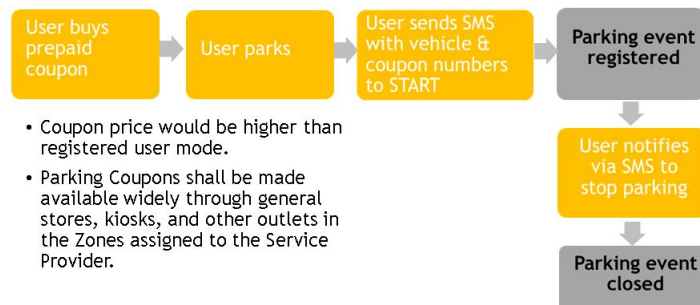 User buys
prepaid
coupon
User parks
User sends SMS
with vehicle &
coupon numbers
to START
Parking event
registered
• Coupon price would be higher than
registered user mode.
• Parking Coupons shall be made
available widely through general
stores, kiosks, and other outlets in
the Zones assigned to the Service
Provider.
User notifies
via SMS to
stop parking
Parking event
closed